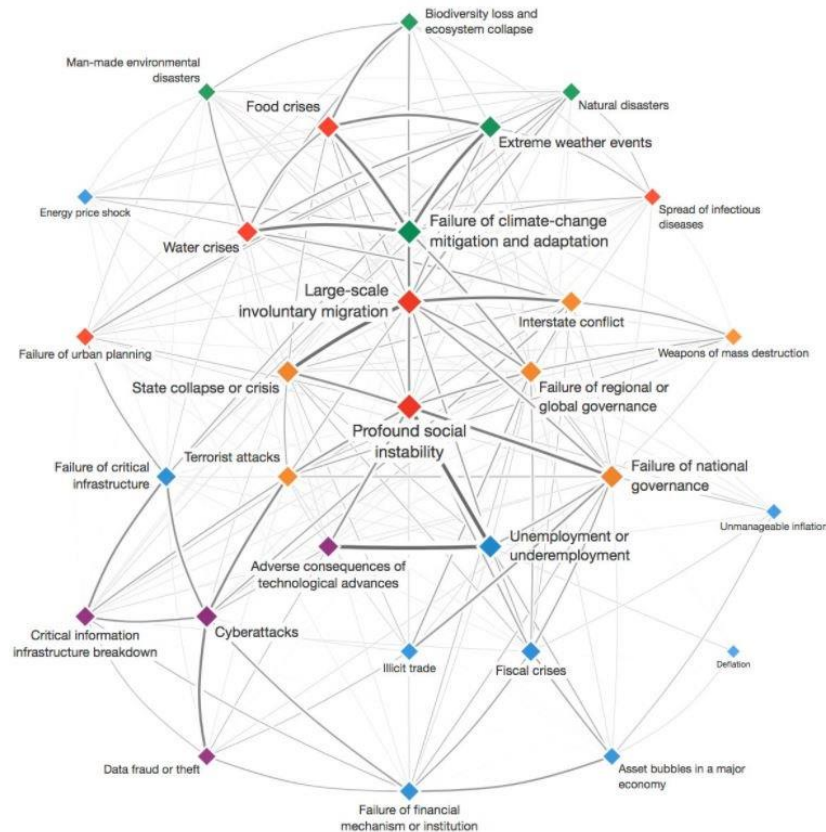 Biodiversity loss and
ecosystem collapse
Man-made environmental
disasters
Food crises
Natural disasters
Extreme weather events
Energy price shock
Spread of infectious
diseases
Water crises
Failure of climate-change
mitigation and adaptation
Large-scale
involuntary migration
Interstate conflict
Failure of urban planning
Weapons of mass destruction
State collapse or crisis
Failure of regional or
global governance
Profound social
instability
Terrorist attacks
Failure of critical
infrastructure
Failure of national
governance
Unmanageable inflation
Unemployment or
underemployment
Adverse consequences of
technological advances
Critical information
infrastructure breakdown
Cyberattacks
Illicit trade
Fiscal crises
Deflation
Data fraud or theft
Asset bubbles in a major
economy
Failure of financial
mechanism or institution